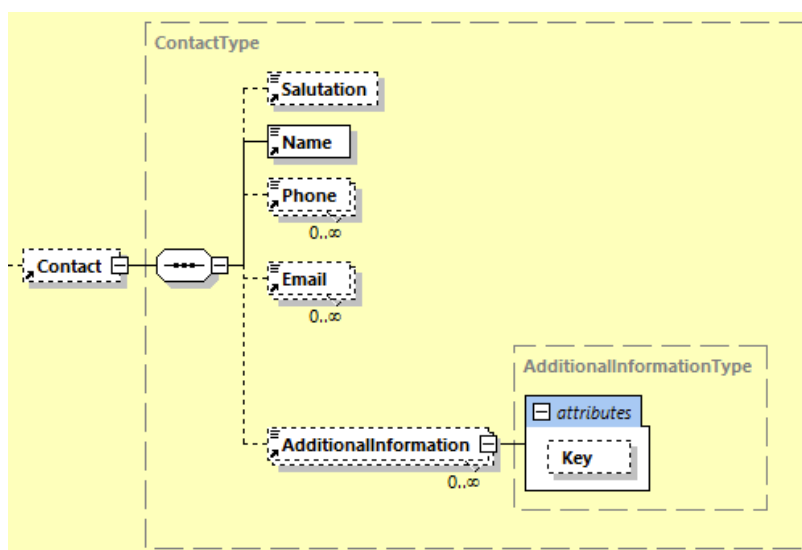 ContactType
Salutation
Name
Phone
0..∞
Contact
Email
0..∞
AdditionalInformationType
attributes
AdditionalInformation
Key
0..∞